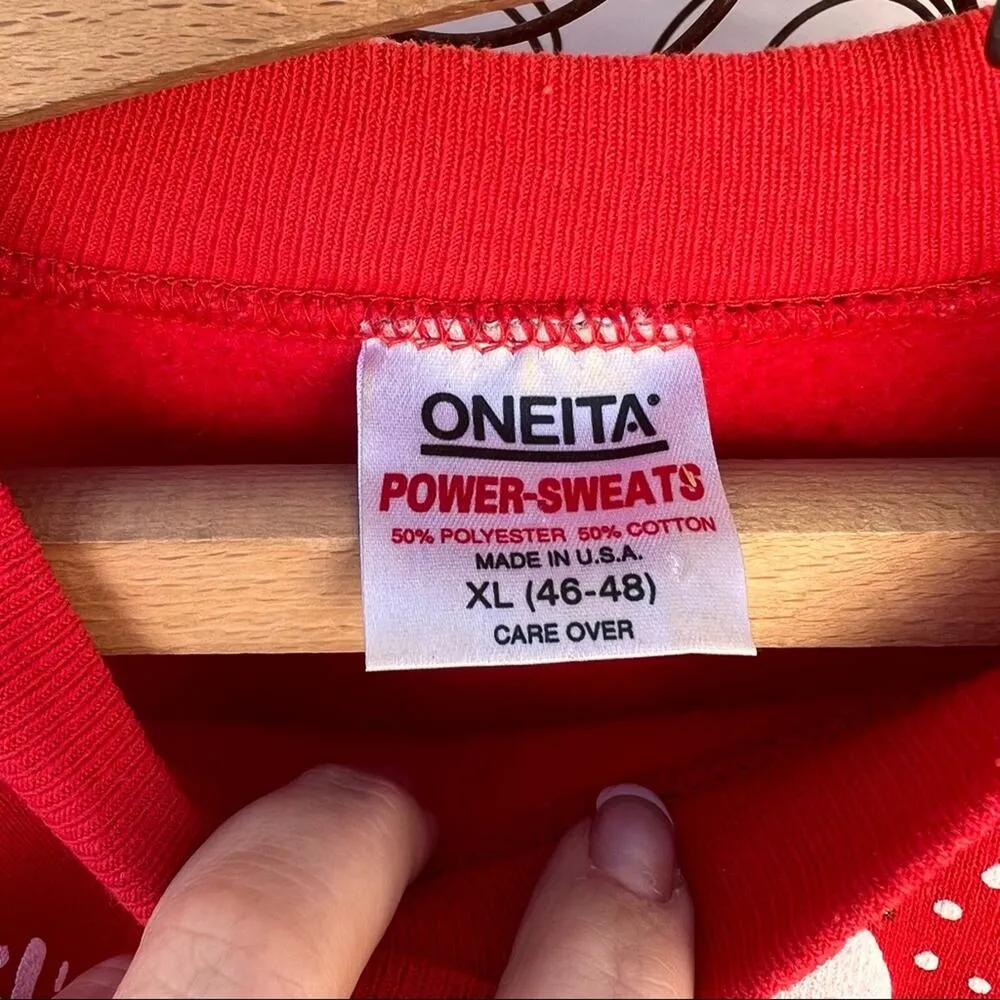 ONEITA
POWER-SWEATS
50% POLYESTER 50% COTTON
MADE IN U.S.A.
XL (46-48)
CARE OVER